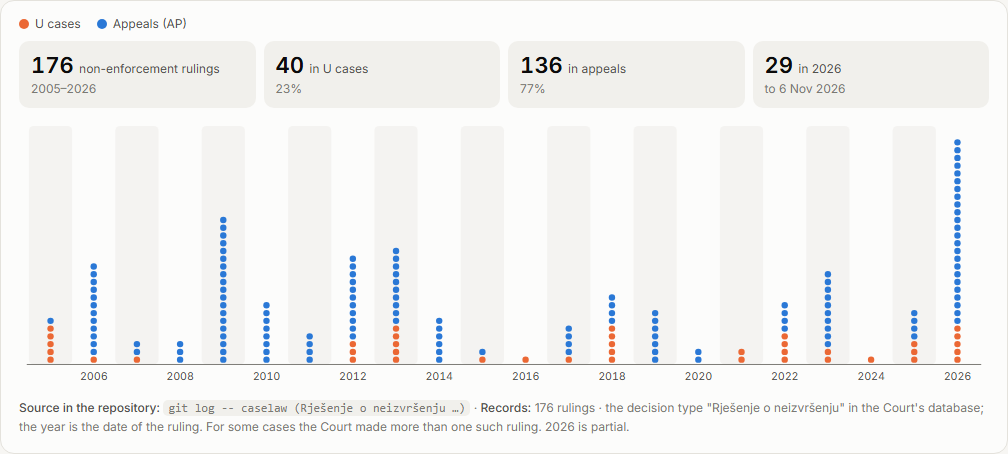 U cases Appeals (AP)
176 non-enforcement rulings
2005–2026
40 in U cases
23%
136 in appeals
77%
29 in 2026
to 6 Nov 2026
2006 2008 2010 2012 2014 2016 2018 2020 2022 2024 2026
Source in the repository: git log -- caselaw (Rješenje o neizvršenju …) · Records: 176 rulings · the decision type "Rješenje o neizvršenju" in the Court's database;
the year is the date of the ruling. For some cases the Court made more than one such ruling. 2026 is partial.